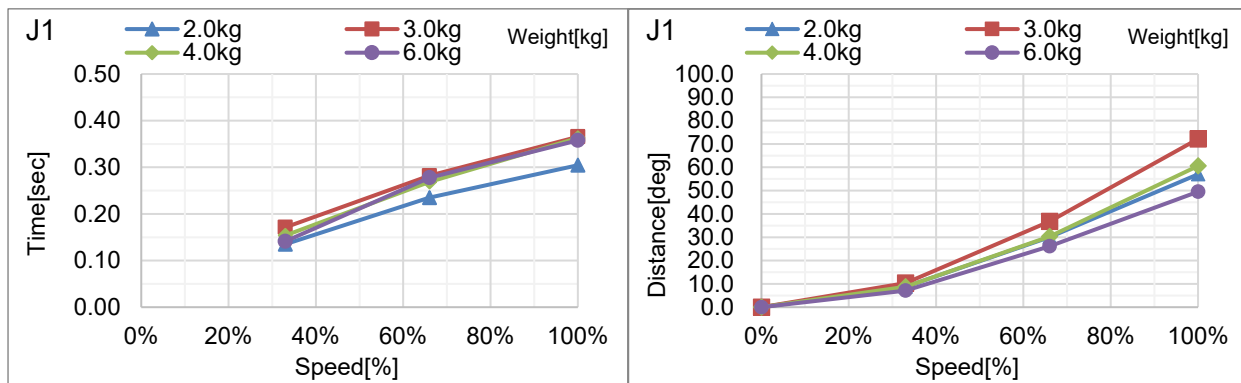 J1
2.0kg 3.0kg
4.0kg 6.0kg
Weight[kg]
0.50
0.40
0.30
0.20
0.10
0.00
Time[sec]
0% 20% 40% 60% 80% 100%
Speed[%]
J1
2.0kg 3.0kg
4.0kg 6.0kg
Weight[kg]
100.0
90.0
80.0
70.0
60.0
50.0
40.0
30.0
20.0
10.0
0.0
Distance[deg]
0% 20% 40% 60% 80% 100%
Speed[%]